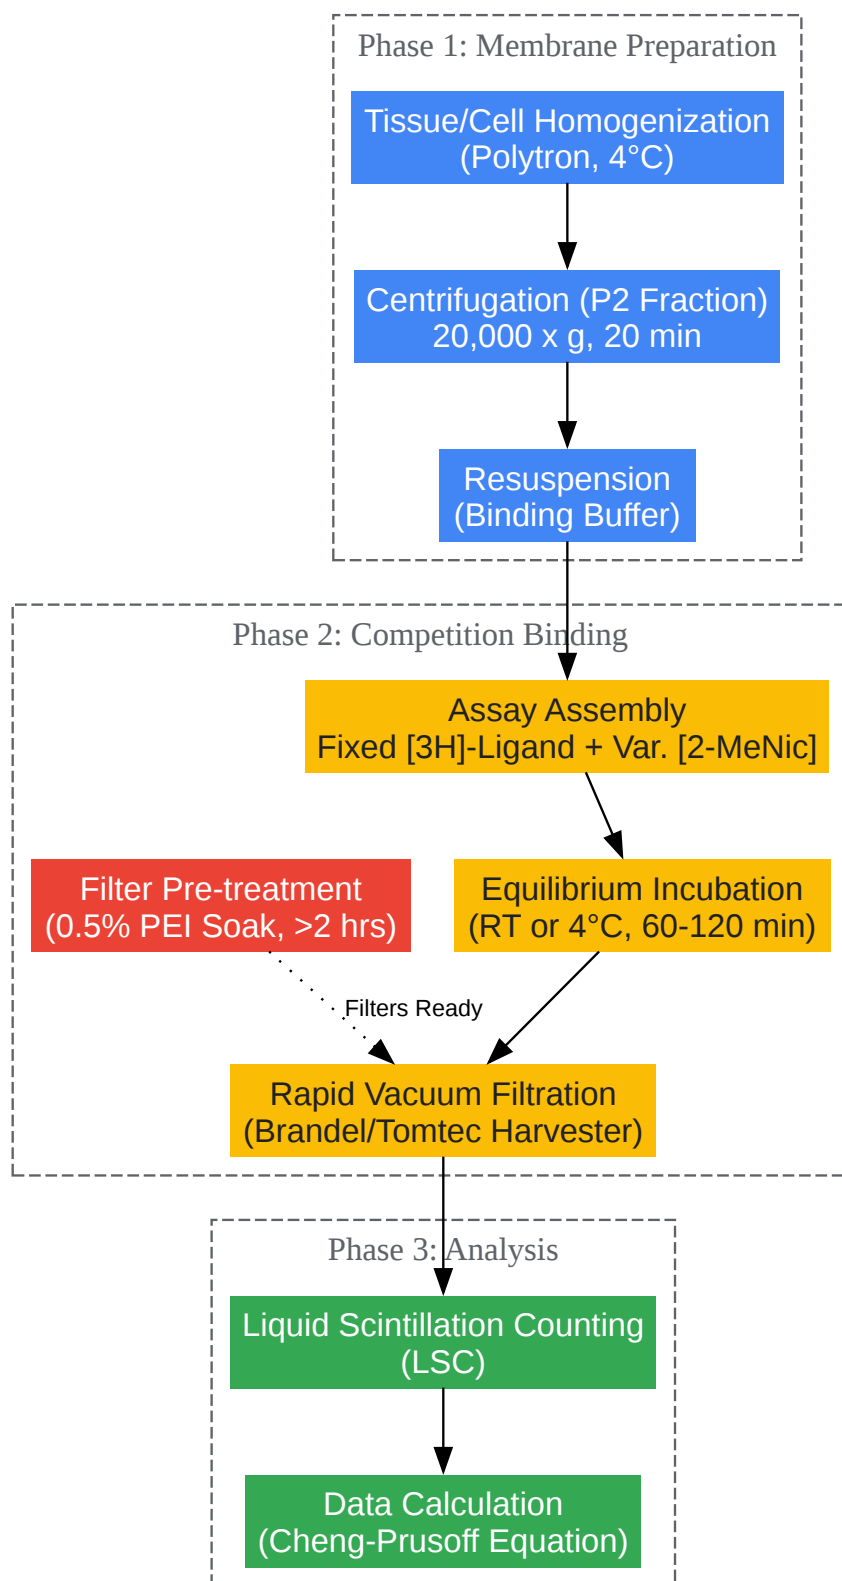 Phase 1: Membrane Preparation
Tissue/Cell Homogenization
(Polytron, 4°C)
Centrifugation (P2 Fraction)
20,000 x g, 20 min
Resuspension
(Binding Buffer)
Phase 2: Competition Binding
Assay Assembly
Fixed [3H]-Ligand + Var. [2-MeNic]
Filter Pre-treatment
(0.5% PEI Soak, >2 hrs)
Equilibrium Incubation
(RT or 4°C, 60-120 min)
Filters Ready
Rapid Vacuum Filtration
(Brandel/Tomtec Harvester)
Phase 3: Analysis
Liquid Scintillation Counting
(LSC)
Data Calculation
(Cheng-Prusoff Equation)